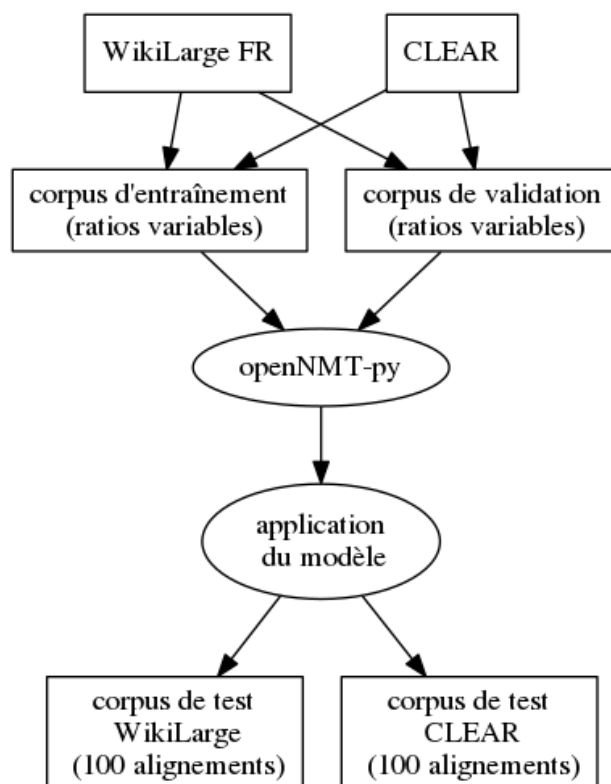 WikiLarge FR
CLEAR
corpus d'entraînement
(ratios variables)
corpus de validation
(ratios variables)
openNMT-py
application
du modèle
corpus de test
WikiLarge
(100 alignements)
corpus de test
CLEAR
(100 alignements)